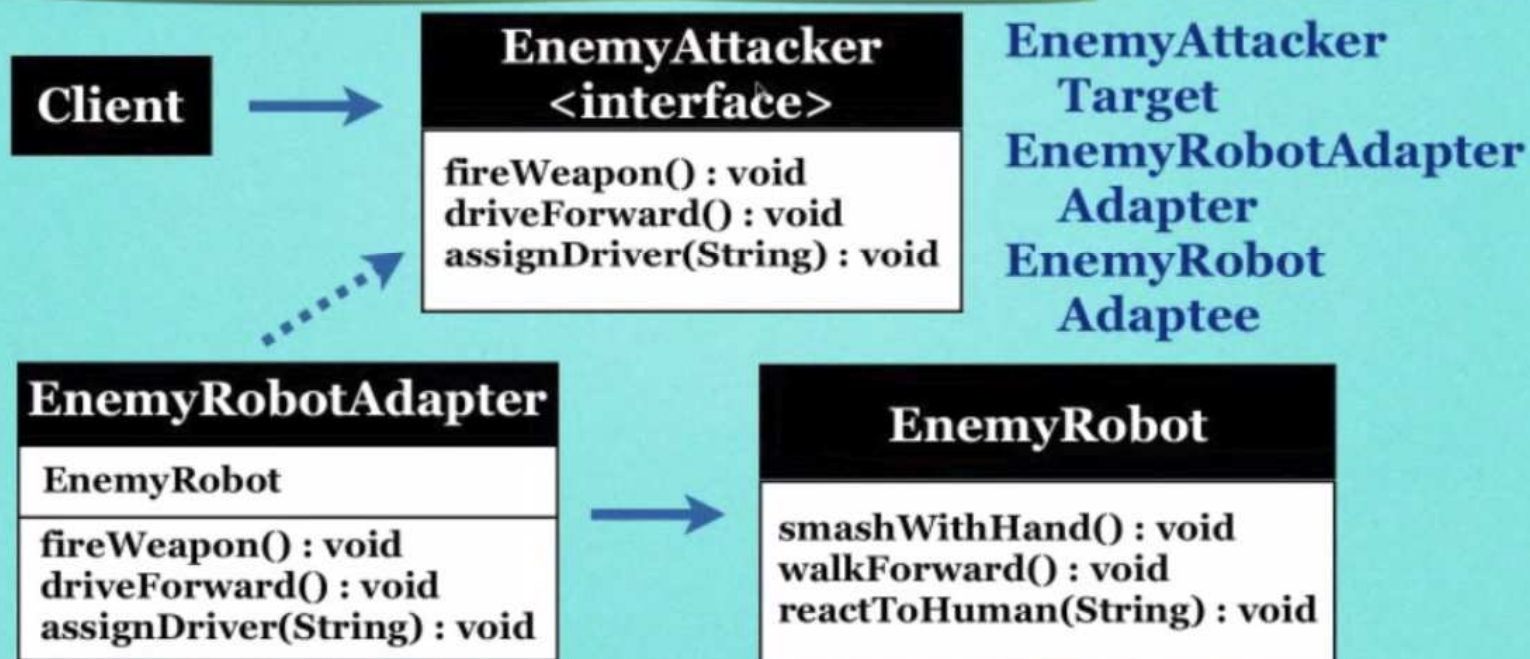 Client
EnemyAttacker
<interface>
fireWeapon() : void
driveForward() : void
assignDriver(String) : void
EnemyAttacker
Target
EnemyRobotAdapter
Adapter
EnemyRobot
Adaptee
EnemyRobotAdapter
EnemyRobot
fireWeapon() : void
driveForward() : void
assignDriver(String) : void
EnemyRobot
smashWithHand() : void
walkForward() : void
reactToHuman(String) : void